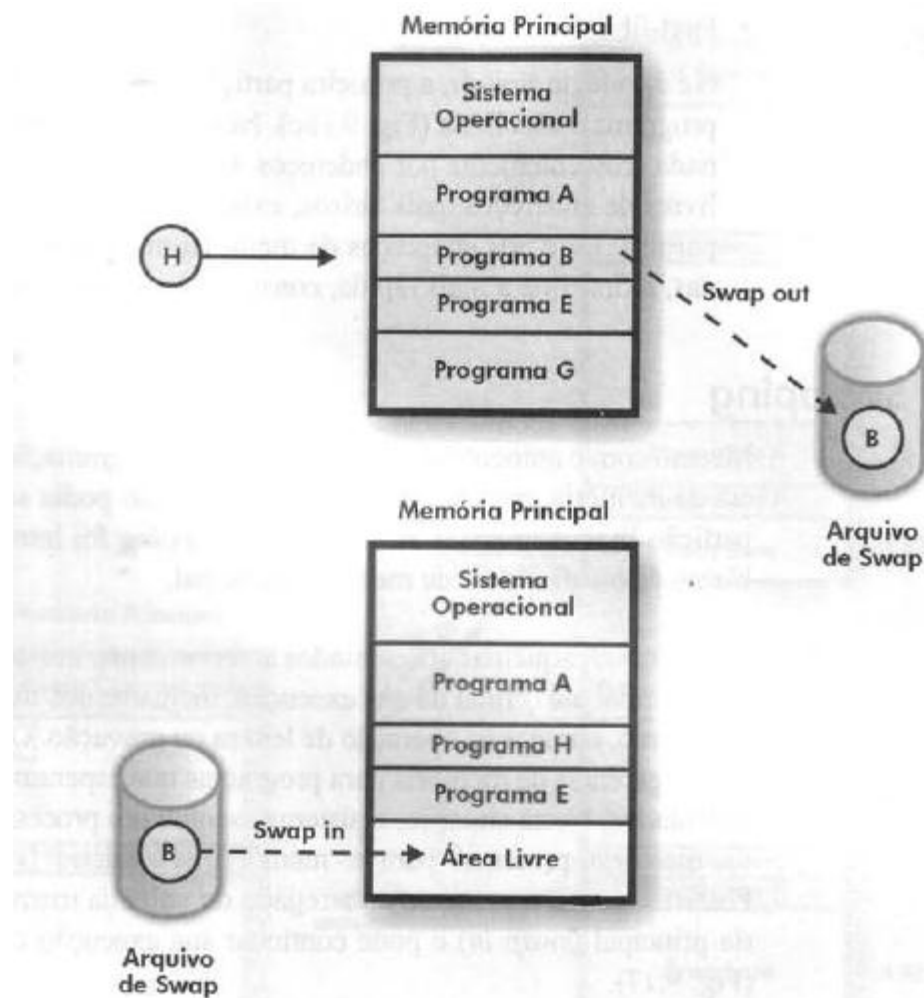 Memória Principal
Sistema
Operacional
Programa A
H
Programa B
Swap out
Programa E
Programa G
B
Arquivo
de Swap
Memória Principal
Sistema
Operacional
Programa A
Programa H
Programa E
B
Swap in
Área Livre
Arquivo
de Swap